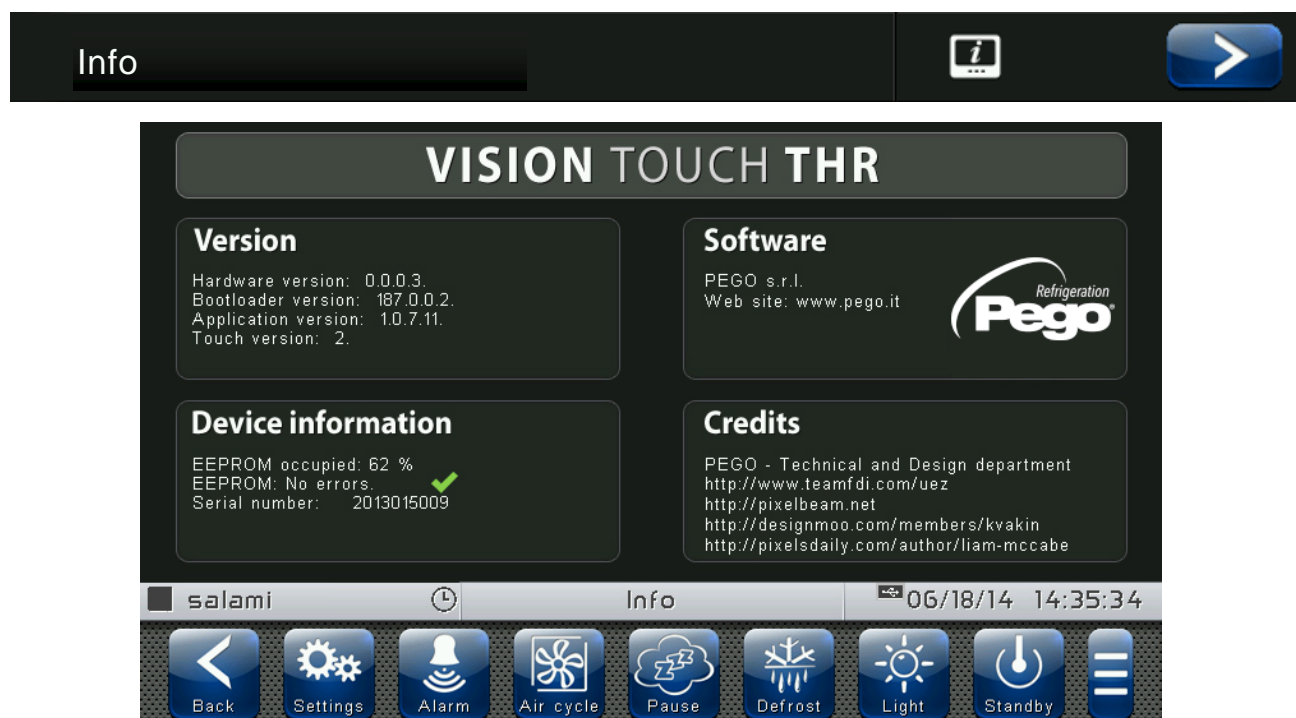 Info
VISION TOUCH THR
Version
Hardware version: 0.0.0.3.
Bootloader version: 187.0.0.2.
Application version: 1.0.7.11.
Touch version: 2.
Software
PEGO s.r.l.
Web site: www.pego.it
Refrigeration
Pego
Device information
EEPROM occupied: 62 %
EEPROM: No errors.
Serial number: 2013015009
Credits
PEGO - Technical and Design department
http://www.teamfdi.com/uez
http://pixelbeam.net
http://designmoo.com/members/kvakin
http://pixelsdaily.com/author/liam-mccabe
salami Info 06/18/14 14:35:34
Back Settings Alarm Air cycle Pause Defrost Light Standby